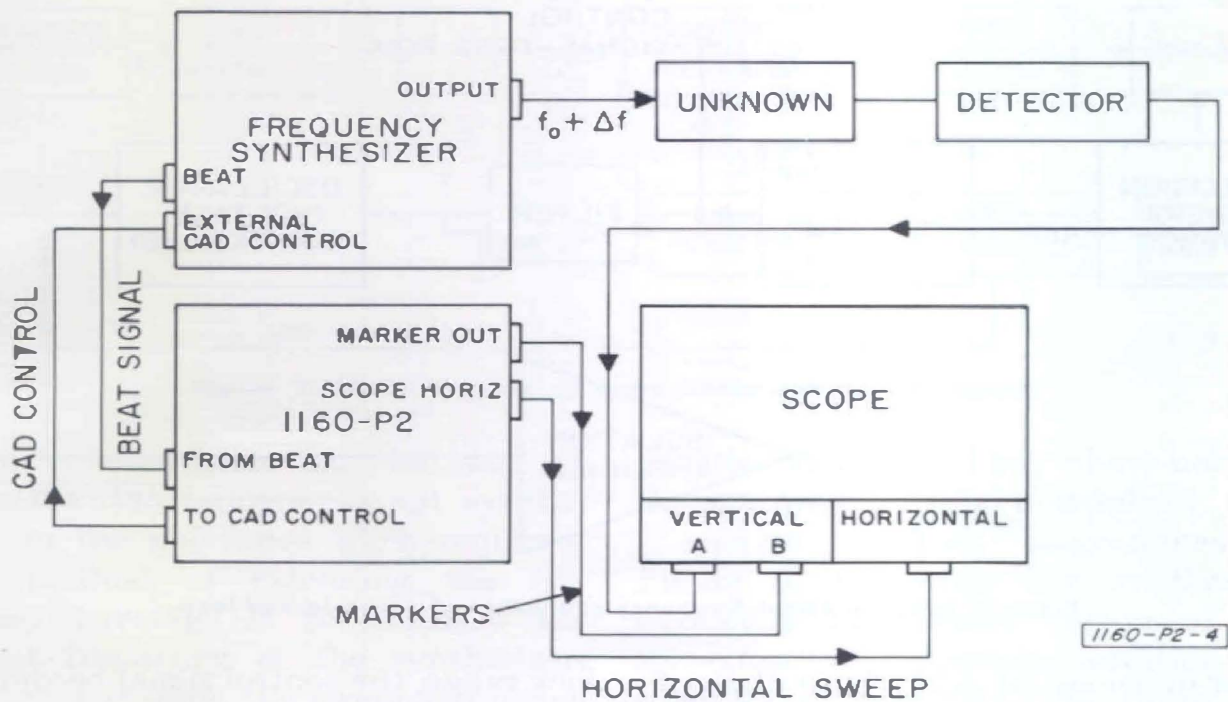 OUTPUT
FREQUENCY
SYNTHESIZER
BEAT
EXTERNAL
CAD CONTROL
f₀ + Δf
UNKNOWN
DETECTOR
CAD CONTROL
BEAT SIGNAL
MARKER OUT
SCOPE HORIZ
1160-P2
FROM BEAT
TO CAD CONTROL
SCOPE
VERTICAL
A B
HORIZONTAL
MARKERS
HORIZONTAL SWEEP
1160-P2-4